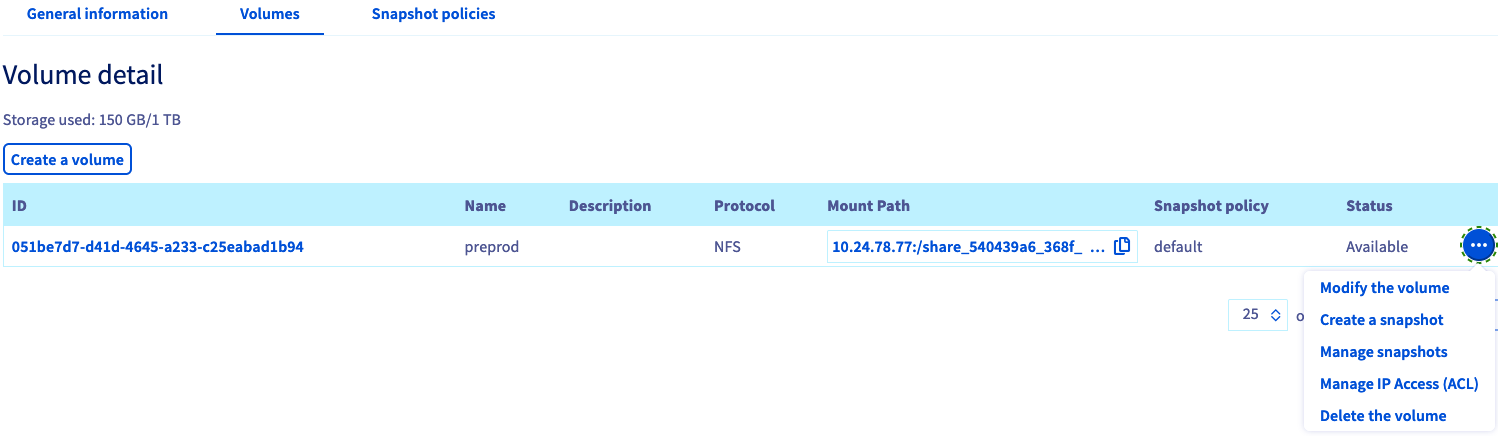 General information Volumes Snapshot policies
Volume detail
Storage used: 150 GB/1 TB
Create a volume
ID Name Description Protocol Mount Path Snapshot policy Status
051be7d7-d41d-4645-a233-c25eabad1b94 preprod NFS 10.24.78.77:/share_540439a6_368f_ ... default Available
Modify the volume
25
Create a snapshot
Manage snapshots
Manage IP Access (ACL)
Delete the volume